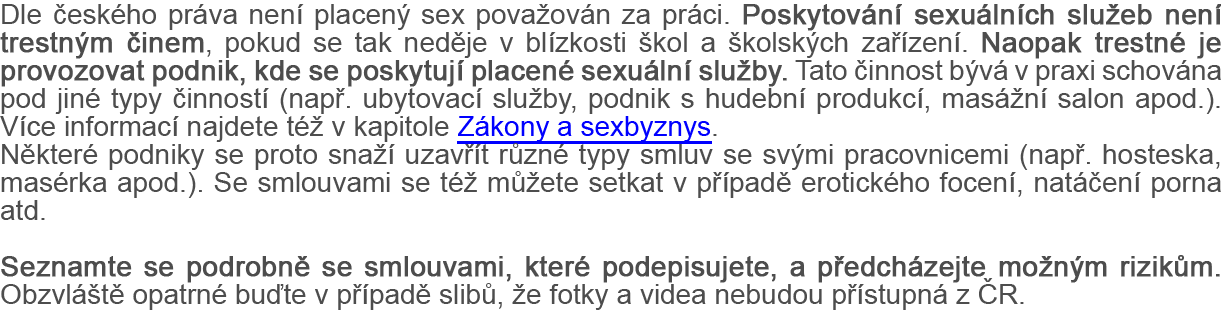 Dle českého práva není placený sex považován za práci. Poskytování sexuálních služeb není
trestným činem, pokud se tak neděje v blízkosti škol a školských zařízení. Naopak trestné je
provozovat podnik, kde se poskytují placené sexuální služby. Tato činnost bývá v praxi schována
pod jiné typy činností (např. ubytovací služby, podnik s hudební produkcí, masážní salon apod.).
Více informací najdete též v kapitole Zákony a sexbyznys.
Některé podniky se proto snaží uzavřít různé typy smluv se svými pracovnicemi (např. hosteska,
masérka apod.). Se smlouvami se též můžete setkat v případě erotického focení, natáčení porna
atd.
Seznamte se podrobně se smlouvami, které podepisujete, a předcházejte možným rizikům.
Obzvláště opatrné buďte v případě slibů, že fotky a videa nebudou přístupná z ČR.